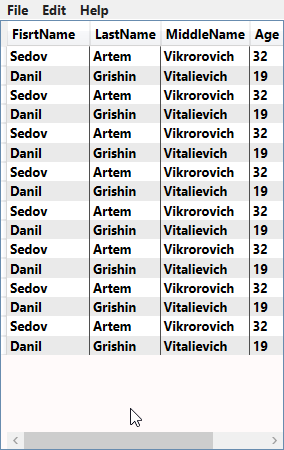 File Edit Help
FisrtName LastName MiddleName Age
Sedov Artem Vikrorovich 32
Danil Grishin Vitalievich 19
Sedov Artem Vikrorovich 32
Danil Grishin Vitalievich 19
Sedov Artem Vikrorovich 32
Danil Grishin Vitalievich 19
Sedov Artem Vikrorovich 32
Danil Grishin Vitalievich 19
Sedov Artem Vikrorovich 32
Danil Grishin Vitalievich 19
Sedov Artem Vikrorovich 32
Danil Grishin Vitalievich 19
Sedov Artem Vikrorovich 32
Danil Grishin Vitalievich 19
Sedov Artem Vikrorovich 32
Danil Grishin Vitalievich 19